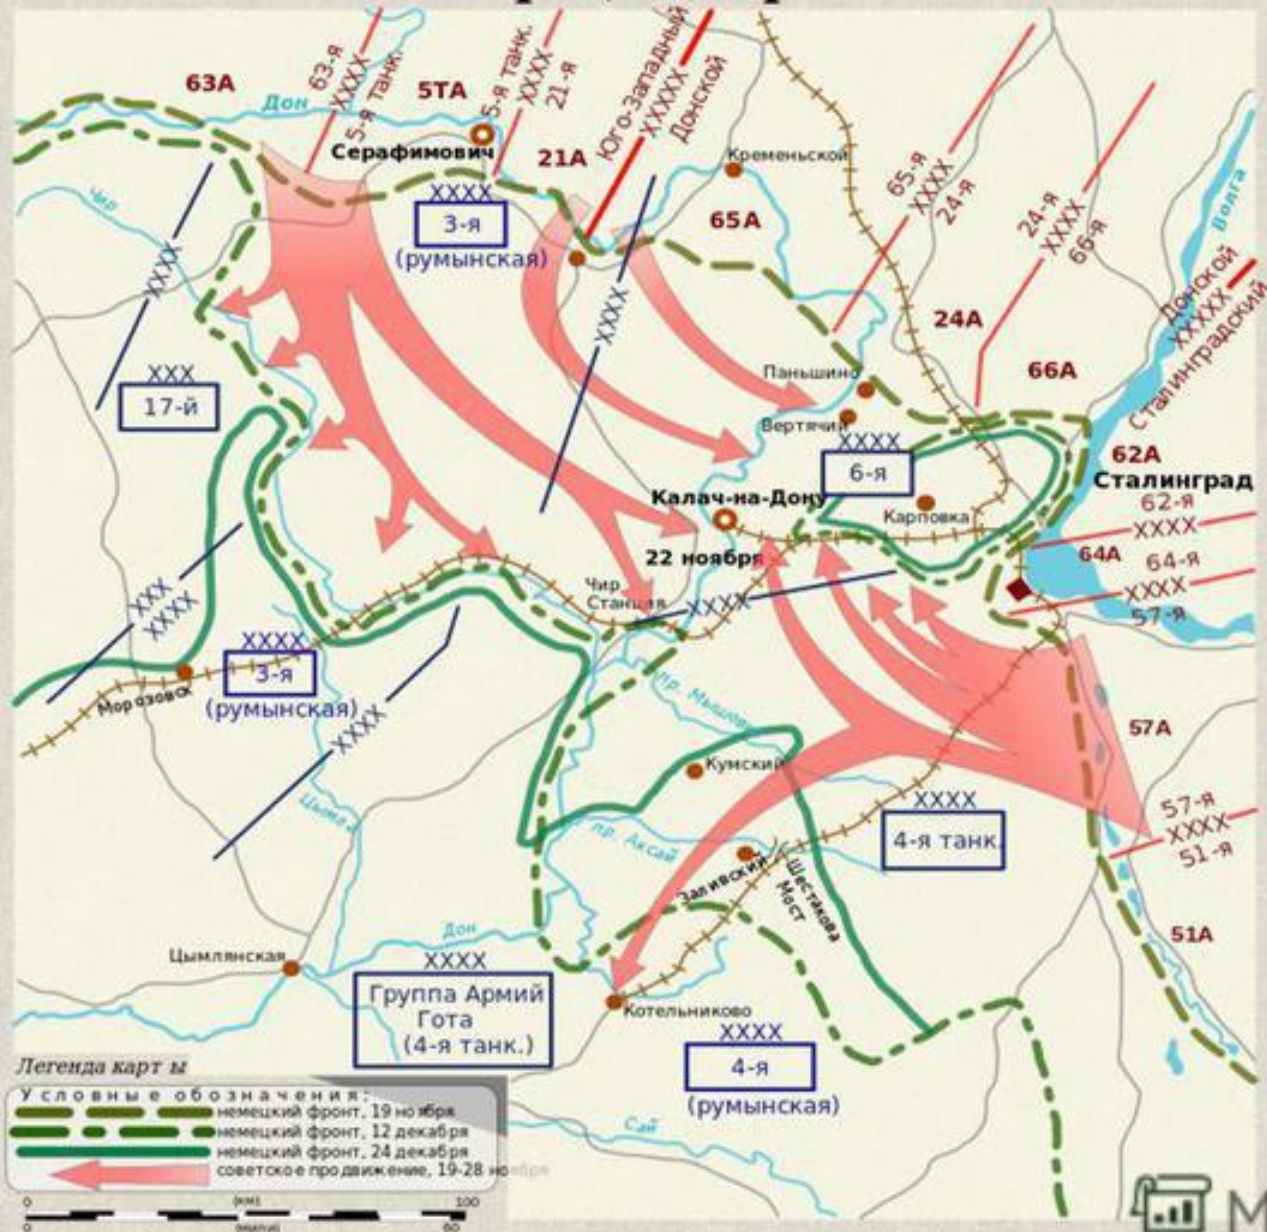 63А
Дон
63-я
XXXX
5-я танк.
5ТА
5-я танк.
XXXX
21-я
Серафимович
21А
Юго-Западный
XXXXX
Донской
Кременьской
65-я
XXXX
24-я
24-я
XXXX
66-я
Волга
Чир
XXXX
XXXX
3-я
(румынская)
65А
XXXX
Донской
XXXXX
Сталинградский
24А
66А
XXX
17-й
Паньшино
Вертячий
XXXX
6-я
62А
Сталинград
Калач-на-Дону
Карповка
62-я
XXXX
22 ноября
64А
64-я
XXXX
57-я
Чир
Станция
XXXX
XXX
XXXX
XXXX
3-я
(румынская)
Морозовск
XXXX
пр. Мышова
57А
Кумский
Цымла
XXXX
4-я танк.
57-я
XXXX
51-я
пр. Аксай
Заливский
Шестакова
Мост
51А
Дон
Цымлянская
XXXX
Группа Армий
Гота
(4-я танк.)
Котельниково
XXXX
4-я
(румынская)
Сай
Легенда карт ы
Условные обозначения:
немецкий фронт, 19 ноября
немецкий фронт, 12 декабря
немецкий фронт, 24 декабря
советское продвижение, 19-28 ноября
0 (км) 100
0 (мили) 60
М